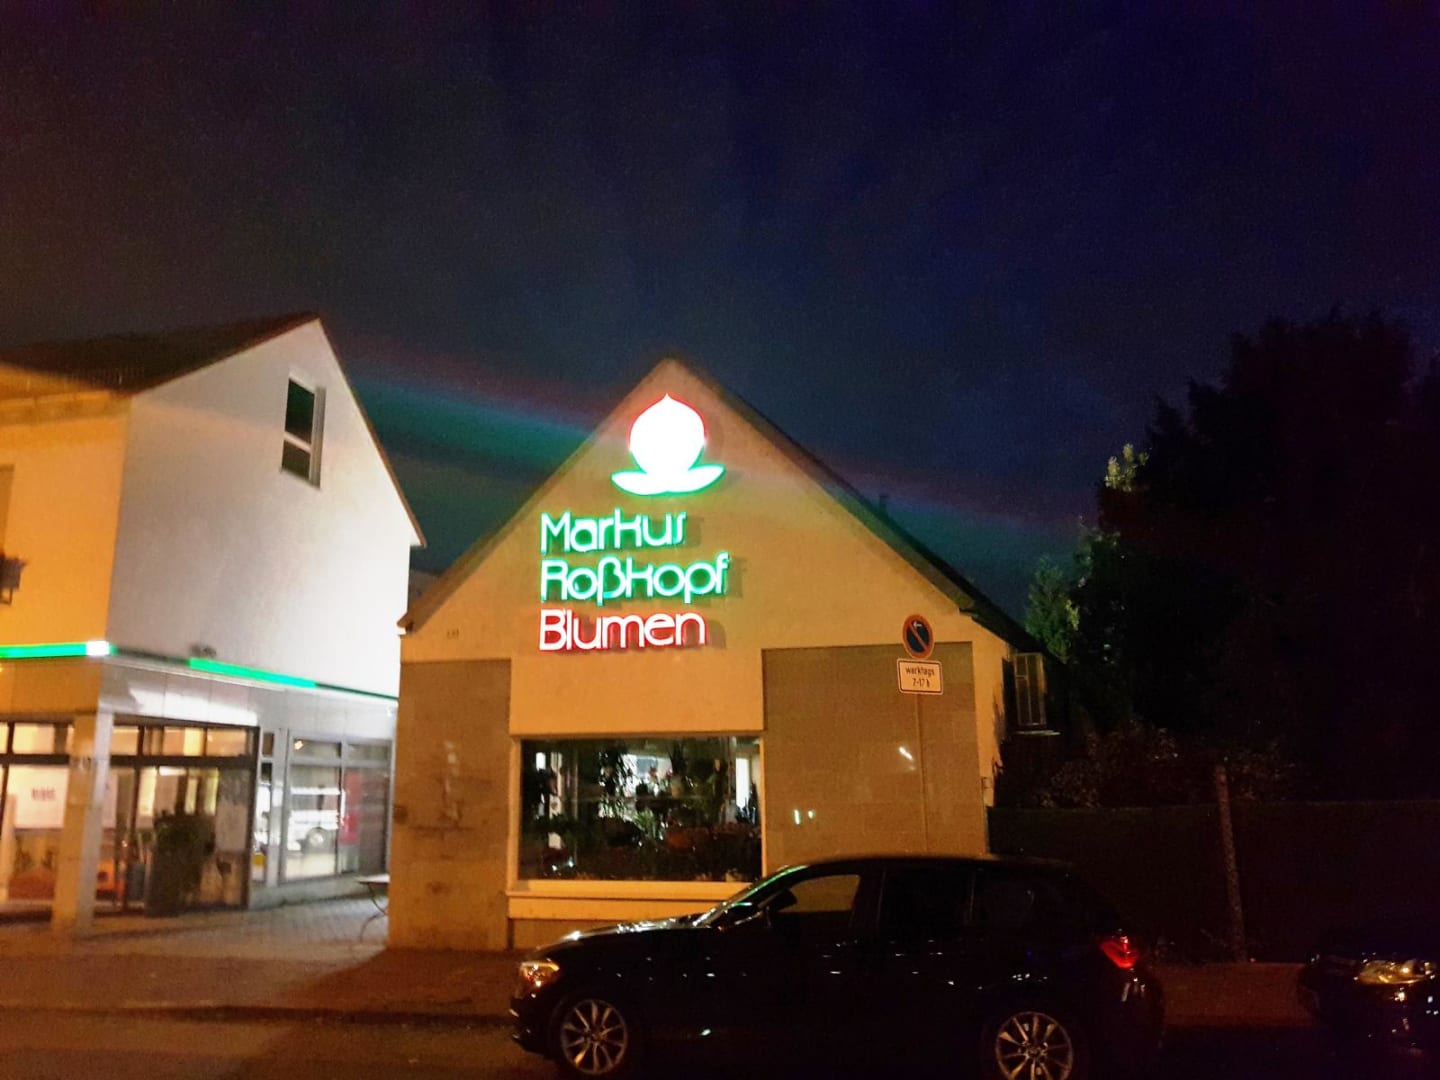 Markus
Roßkopf
Blumen
werktags
7-17 h